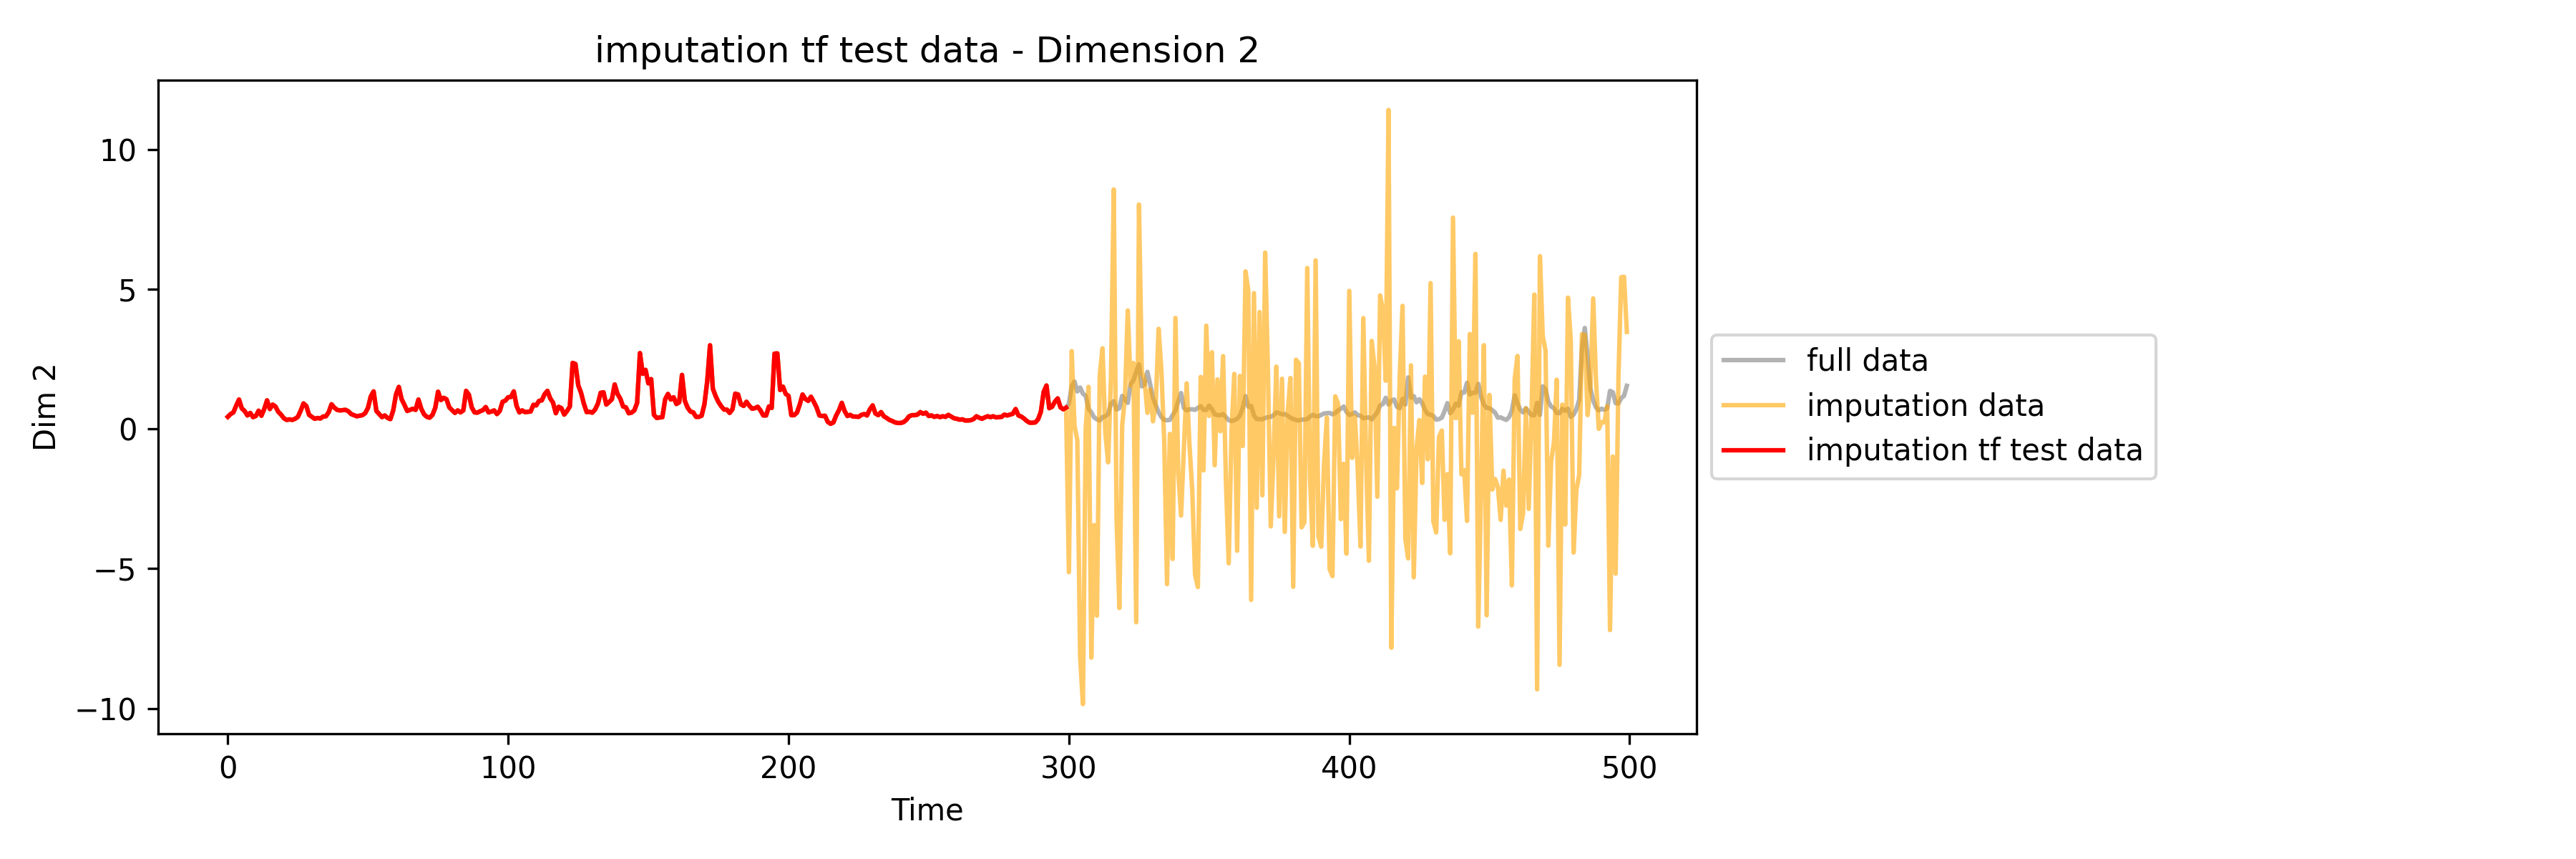 imputation tf test data - Dimension 2
10
5
0
−5
−10
Dim 2
0 100 200 300 400 500
Time
full data
imputation data
imputation tf test data